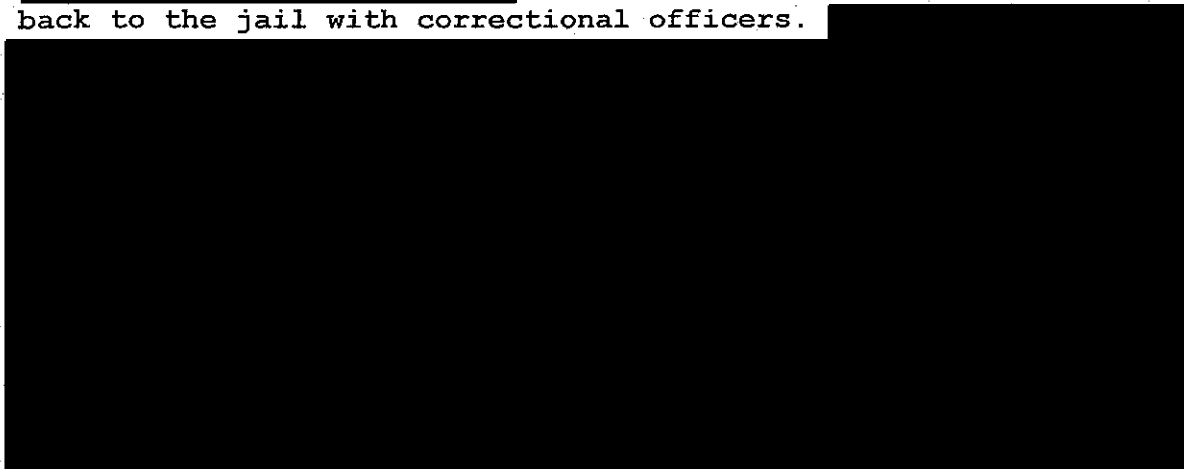 back to the jail with correctional officers.